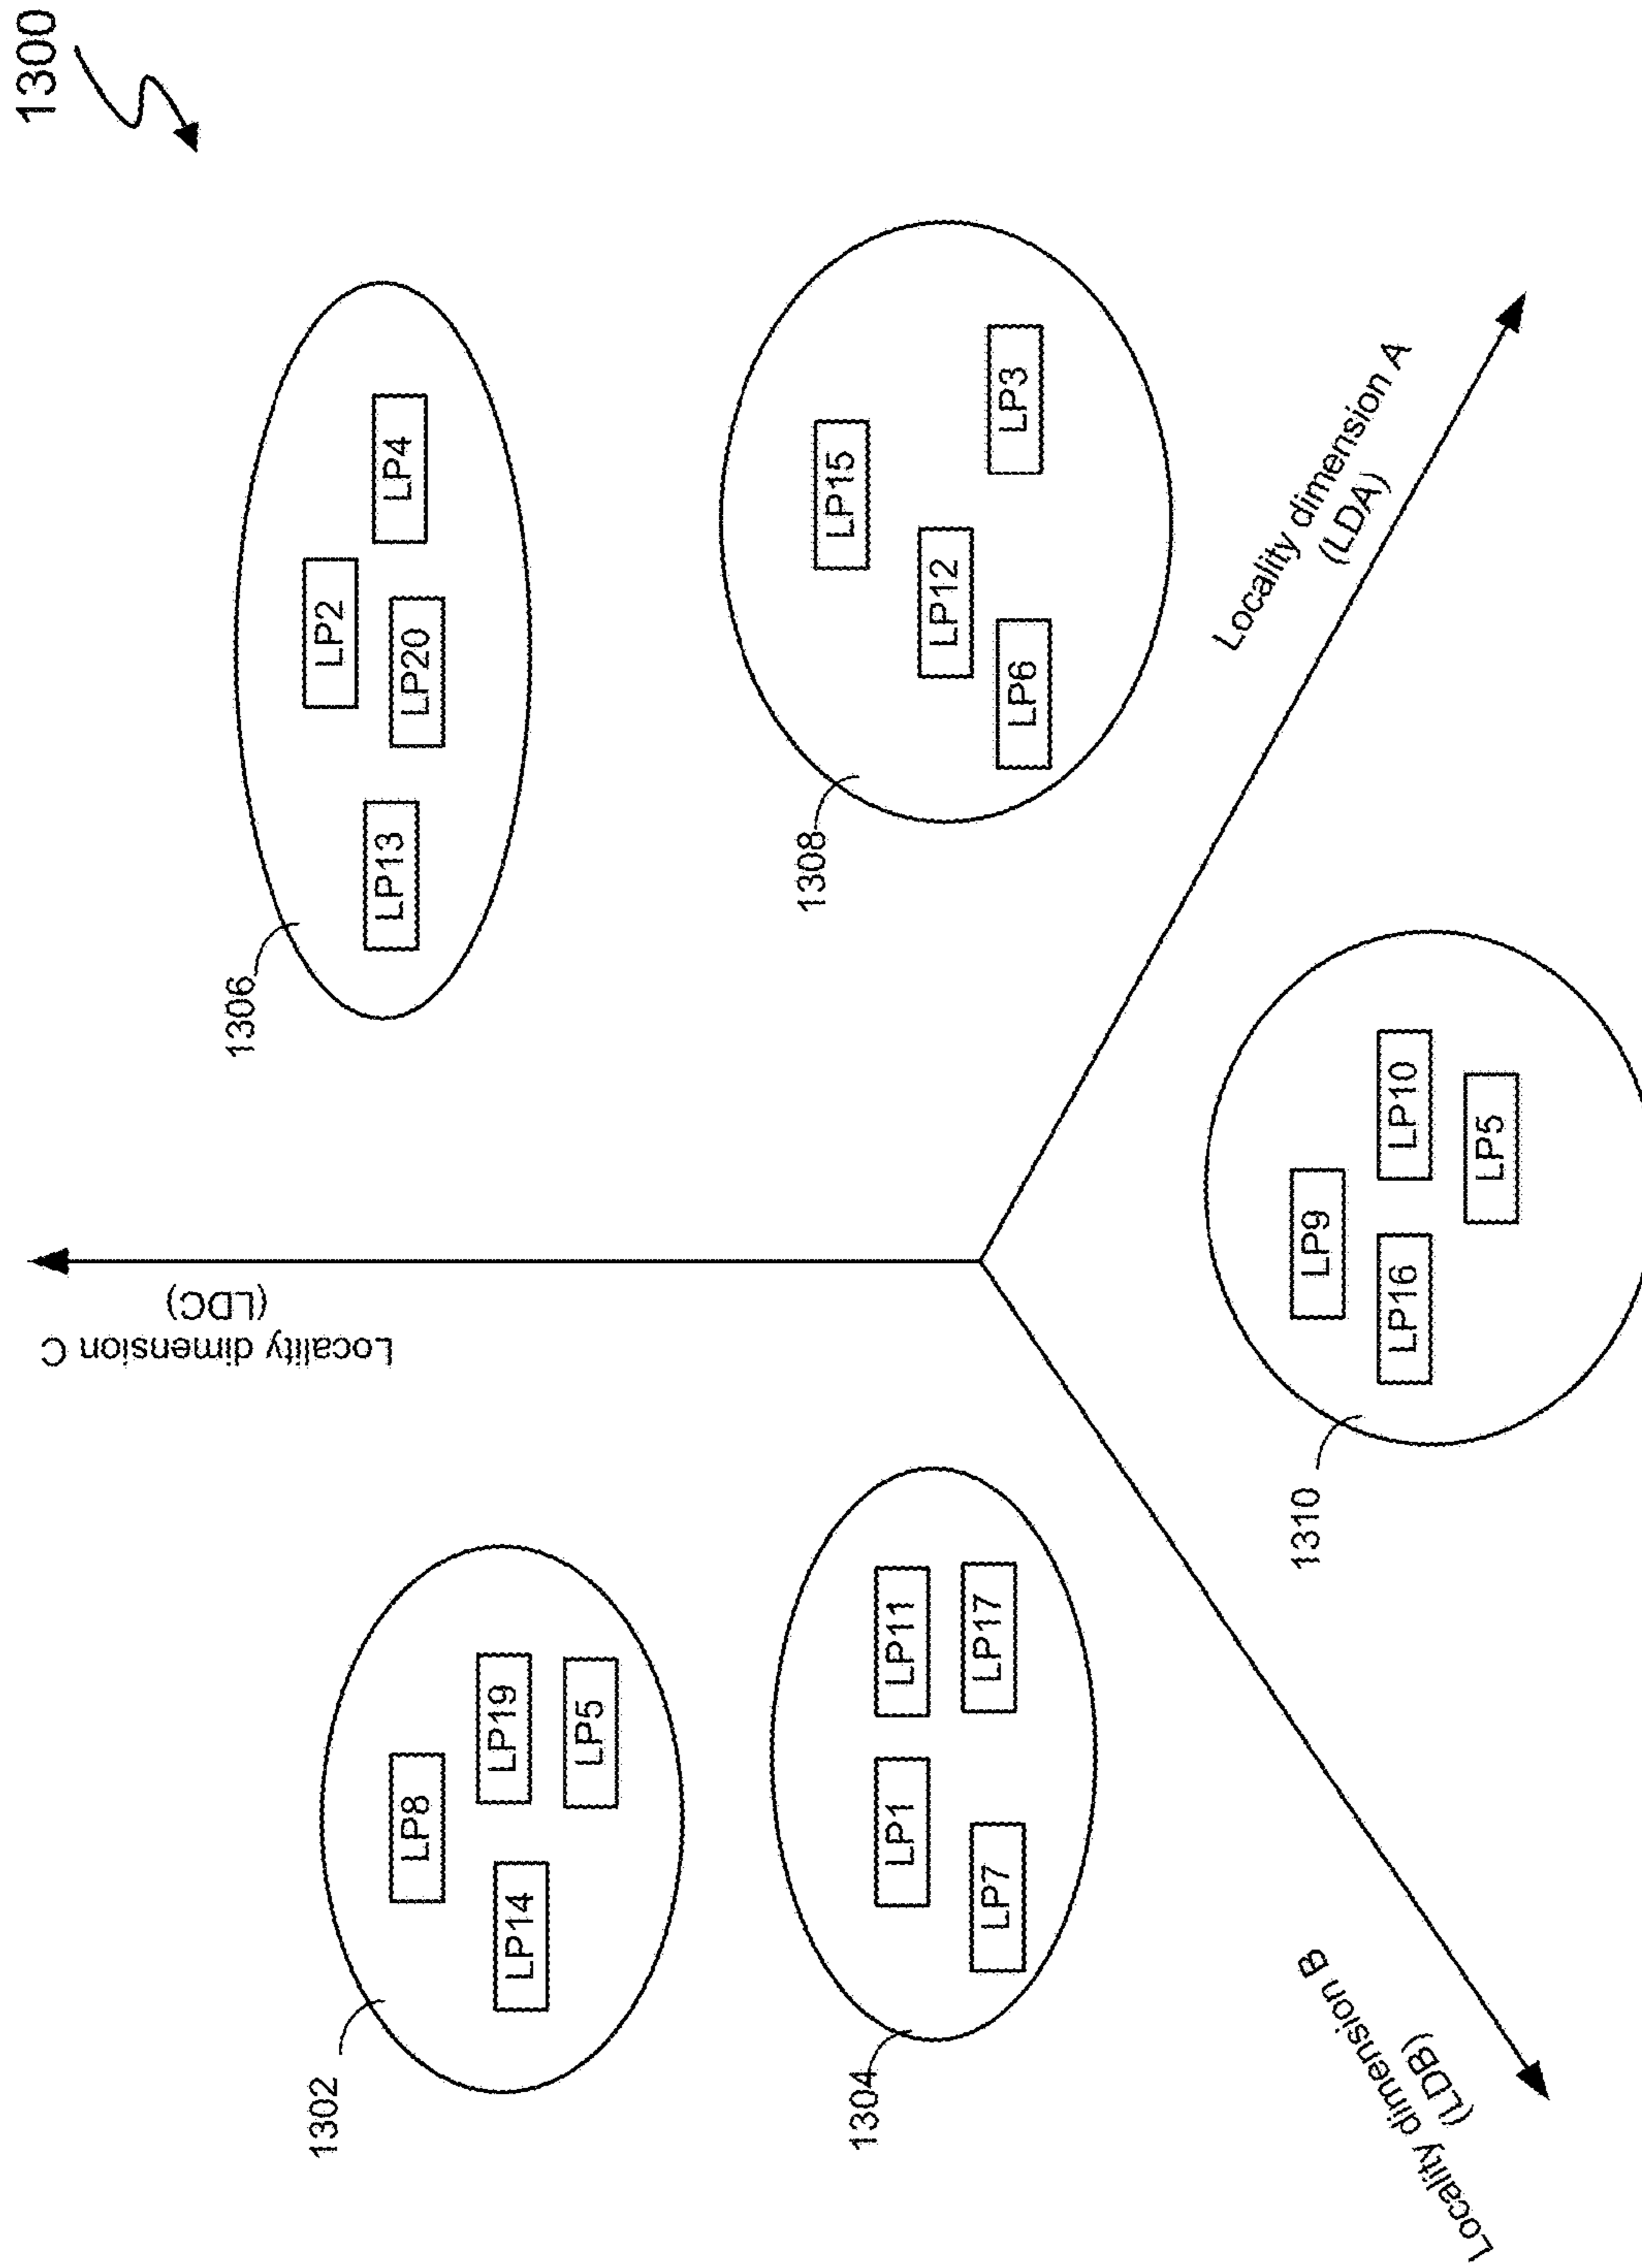 1300
Locality dimension C
(LDC)
1302
LP8
LP14
LP19
LP5
1304
LP1
LP11
LP7
LP17
1306
LP2
LP4
LP13
LP20
1308
LP15
LP12
LP3
LP6
Locality dimension A
(LDA)
Locality dimension B
(LDB)
1310
LP9
LP16
LP10
LP5